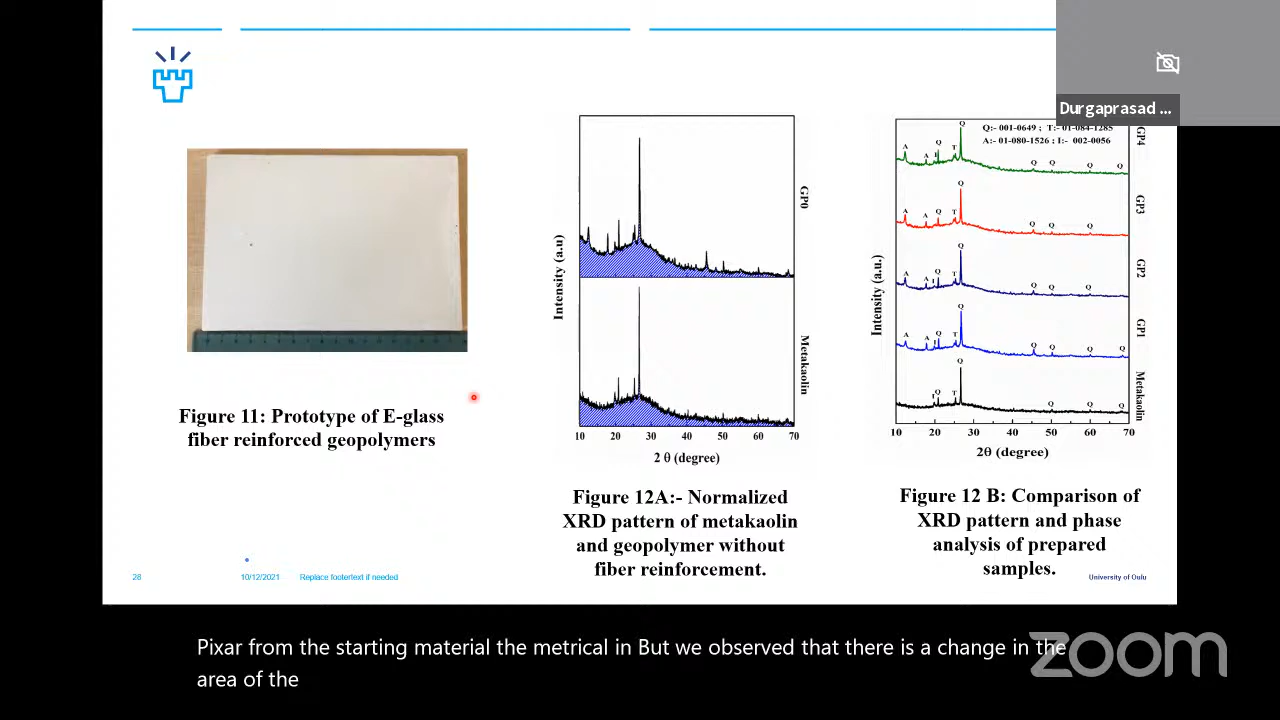 Durgaprasad ...
Figure 11: Prototype of E-glass
fiber reinforced geopolymers
GP0
Metakaolin
Intensity (a.u)
10 20 30 40 50 60 70
2 θ (degree)
Figure 12A:- Normalized
XRD pattern of metakaolin
and geopolymer without
fiber reinforcement.
Q:- 001-0649 ; T:- 01-084-1285
A:- 01-080-1526 ; I:- 002-0056
A A I Q T Q Q Q Q Q
GP4
A A Q T Q Q Q Q
GP3
A A I Q T Q Q Q Q
GP2
A A I Q T Q Q Q Q Q
GP1
I Q T Q Q Q Q
Metakaolin
Intensity (a.u.)
10 20 30 40 50 60 70
2θ (degree)
Figure 12 B: Comparison of
XRD pattern and phase
analysis of prepared
samples.
28 10/12/2021 Replace footertext if needed
University of Oulu
Pixar from the starting material the metrical in But we observed that there is a change in the
area of the
zoom